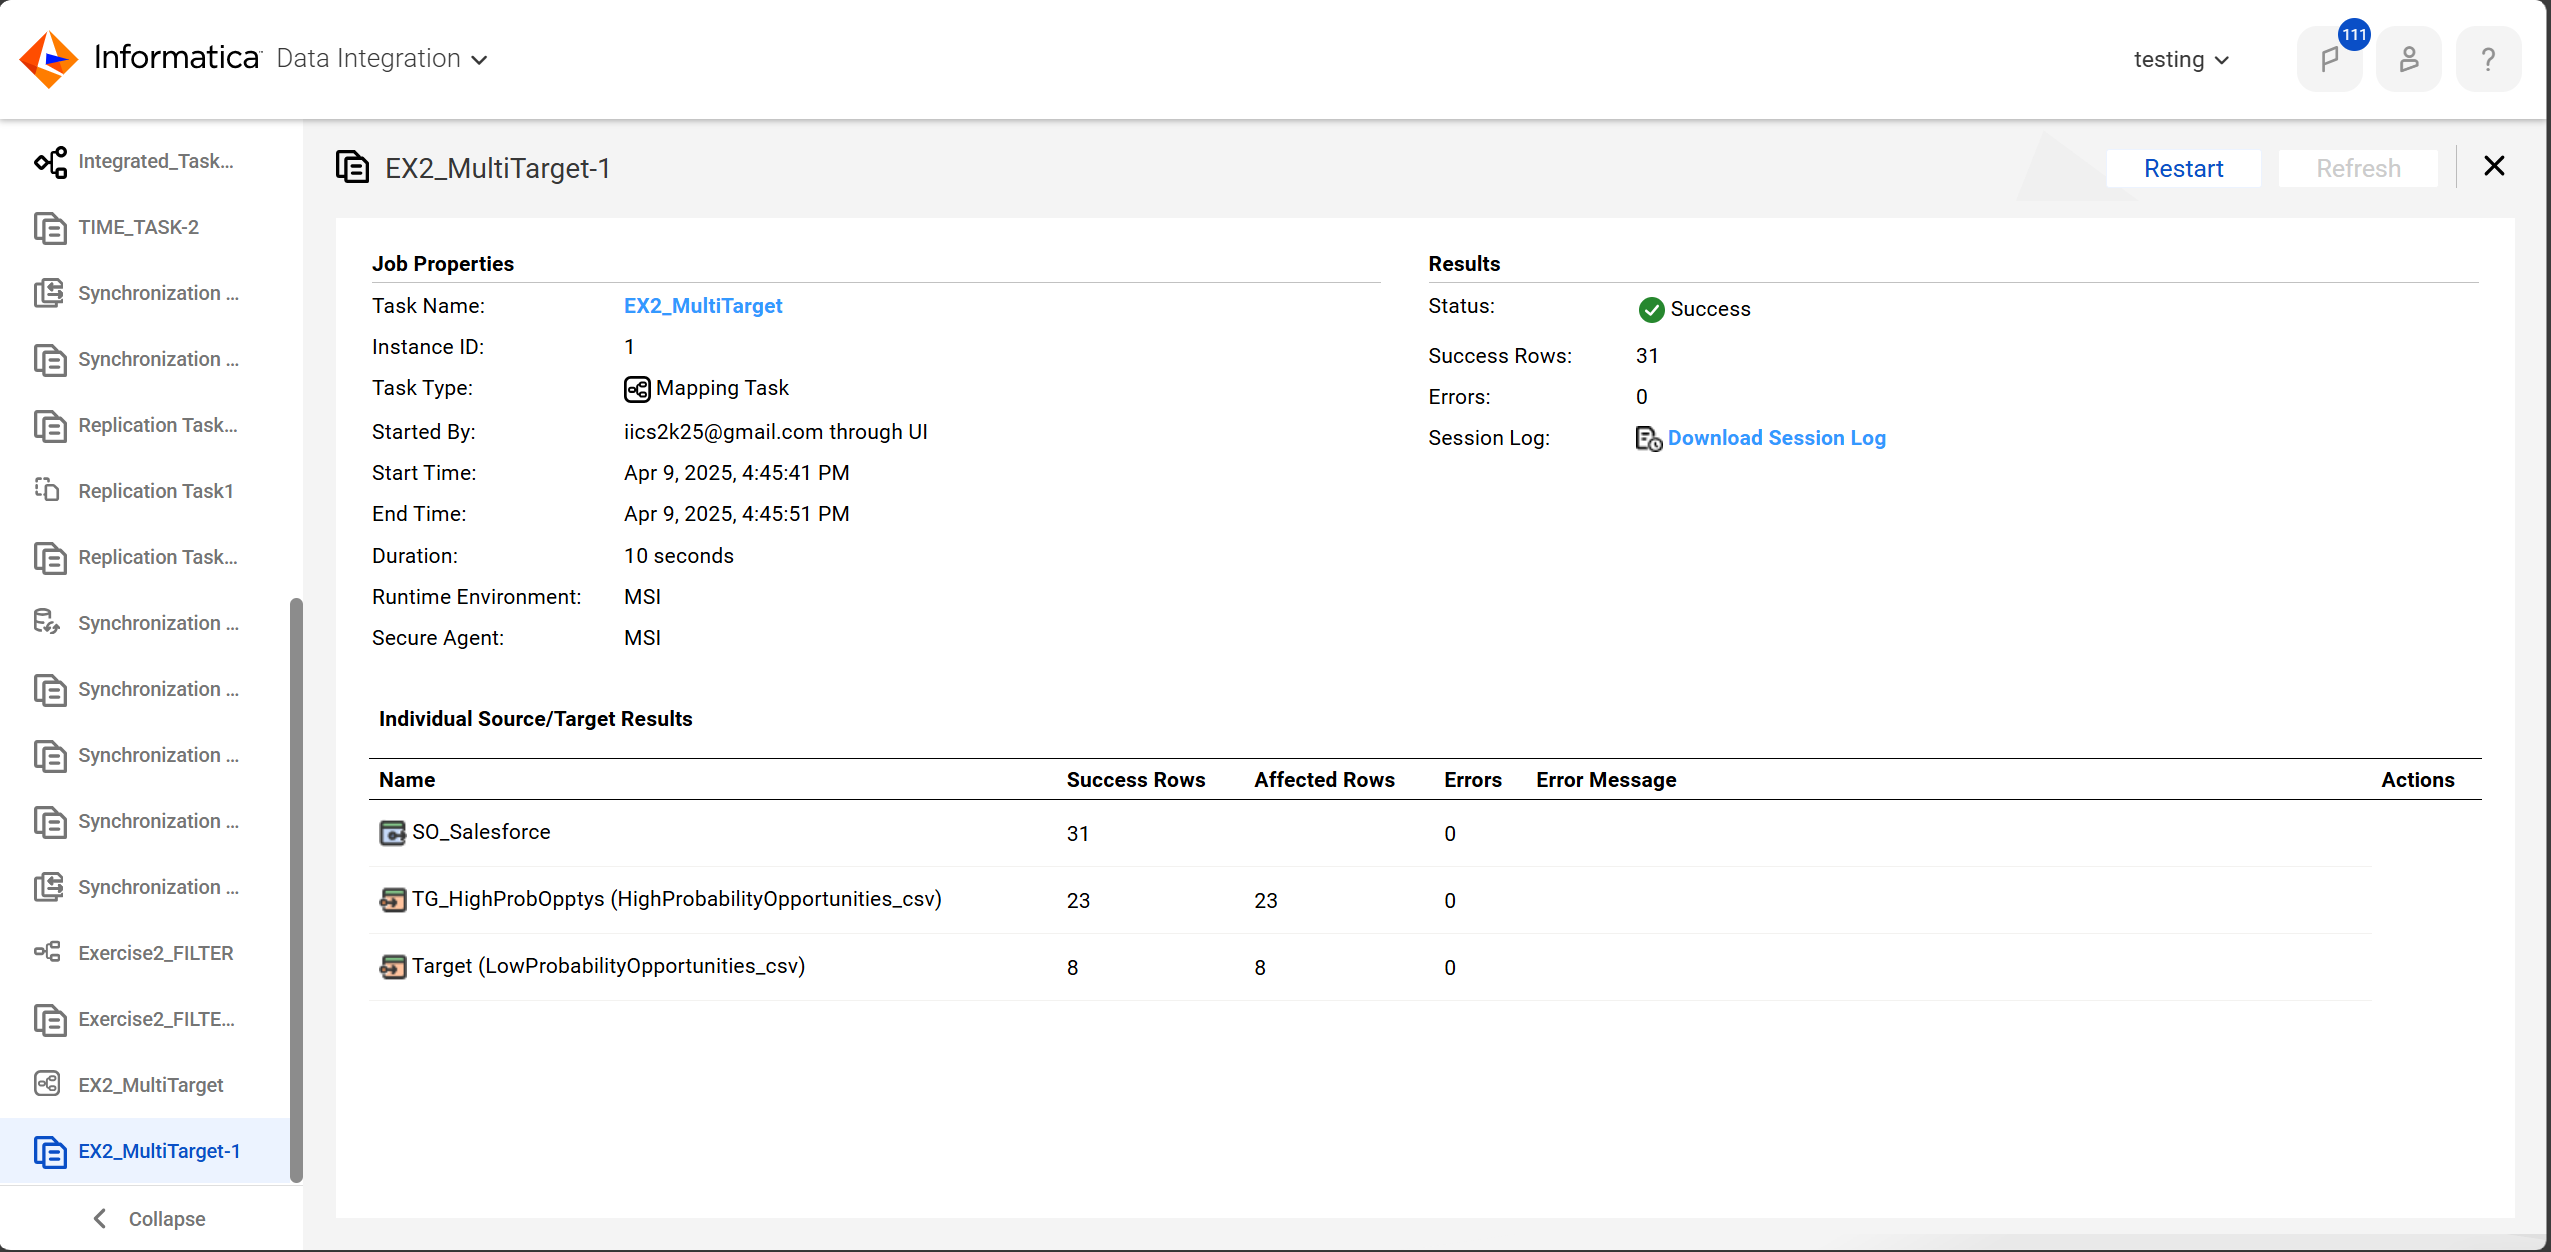 Informatica Data Integration
testing
111
?
Integrated_Task...
TIME_TASK-2
Synchronization ...
Synchronization ...
Replication Task...
Replication Task1
Replication Task...
Synchronization ...
Synchronization ...
Synchronization ...
Synchronization ...
Synchronization ...
Exercise2_FILTER
Exercise2_FILTE...
EX2_MultiTarget
EX2_MultiTarget-1
Collapse
EX2_MultiTarget-1
Restart
Refresh
Job Properties
Task Name: EX2_MultiTarget
Instance ID: 1
Task Type: Mapping Task
Started By: iics2k25@gmail.com through UI
Start Time: Apr 9, 2025, 4:45:41 PM
End Time: Apr 9, 2025, 4:45:51 PM
Duration: 10 seconds
Runtime Environment: MSI
Secure Agent: MSI
Results
Status: Success
Success Rows: 31
Errors: 0
Session Log: Download Session Log
Individual Source/Target Results
Name Success Rows Affected Rows Errors Error Message Actions
SO_Salesforce 31 0
TG_HighProbOpptys (HighProbabilityOpportunities_csv) 23 23 0
Target (LowProbabilityOpportunities_csv) 8 8 0